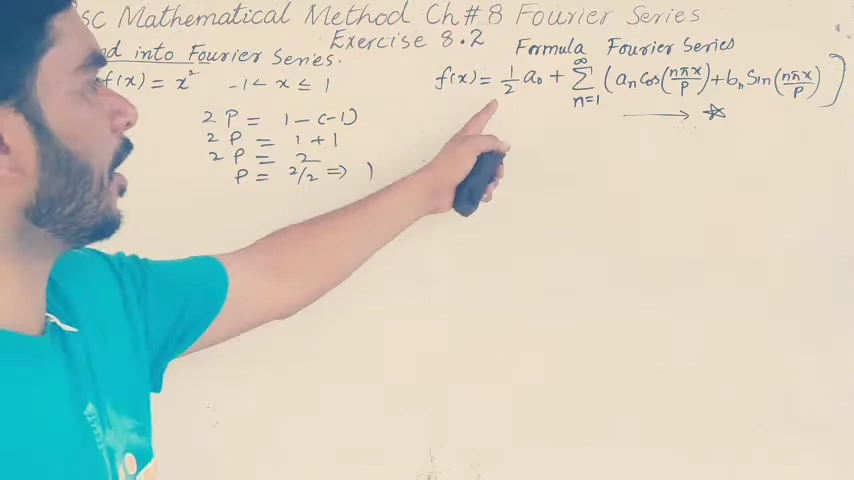 sc Mathematical Method Ch # 8 Fourier Series
Exercise 8.2
nd into Fourier Series.
f(x) = x² -1 < x ≤ 1
2P = 1 - (-1)
2P = 1 + 1
2P = 2
P = 2/2 ⇒ 1
Formula Fourier Series
f(x) = 1/2 a₀ + ∞Σn=1 (aₙ Cos(nπx/P) + bₙ Sin(nπx/P))
⟶ ☆